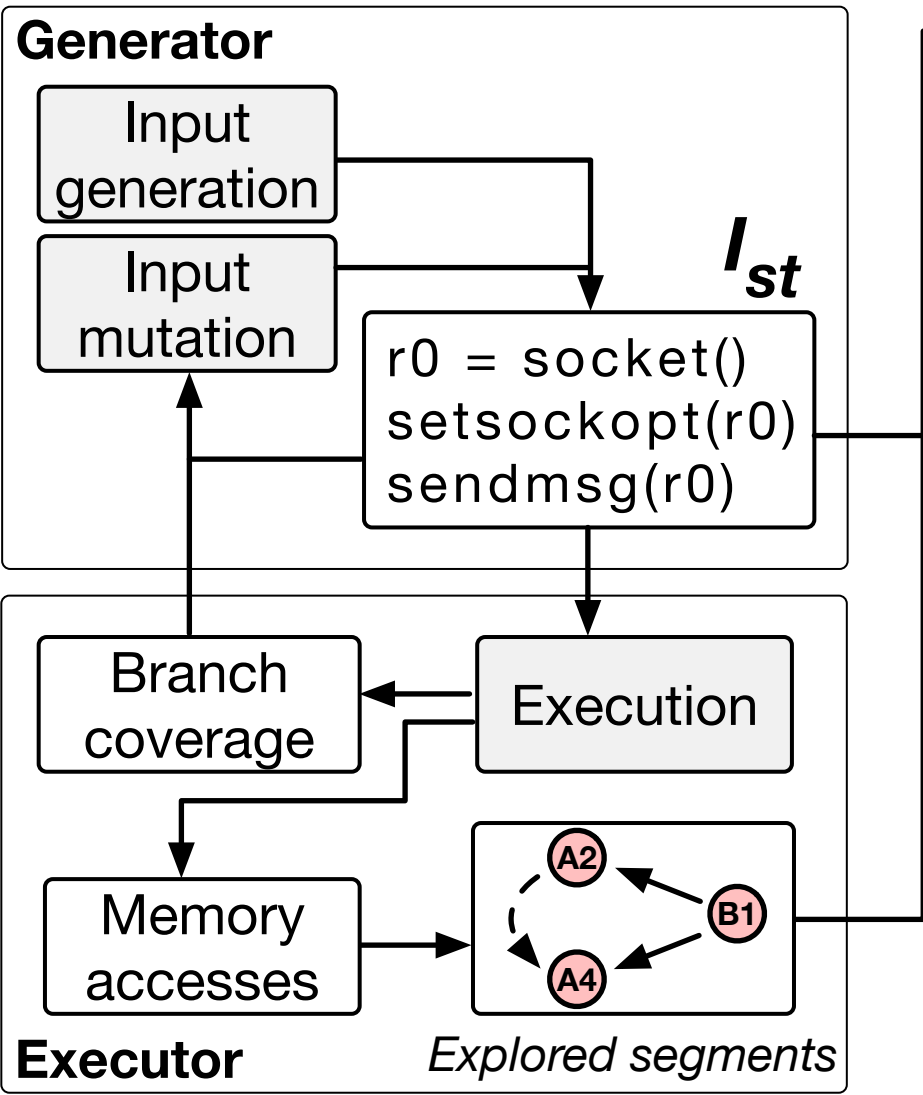 Generator
Input
generation
Input
mutation
I_st
r0 = socket()
setsockopt(r0)
sendmsg(r0)
Branch
coverage
Execution
Memory
accesses
A2
B1
A4
Executor
Explored segments